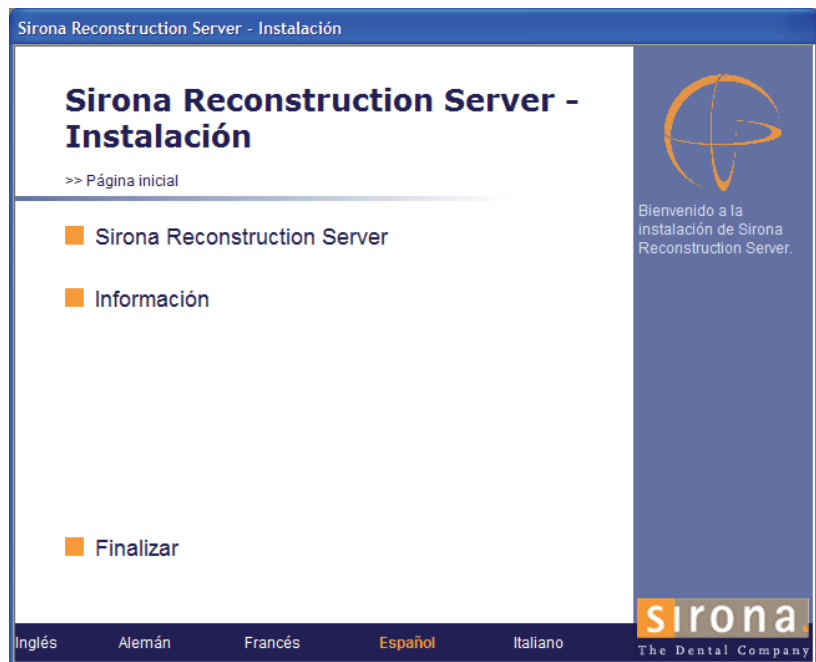 Sirona Reconstruction Server - Instalación
Sirona Reconstruction Server -
Instalación
>> Página inicial
Sirona Reconstruction Server
Información
Finalizar
Bienvenido a la
instalación de Sirona
Reconstruction Server.
Inglés Alemán Francés Español Italiano
sirona.
The Dental Company